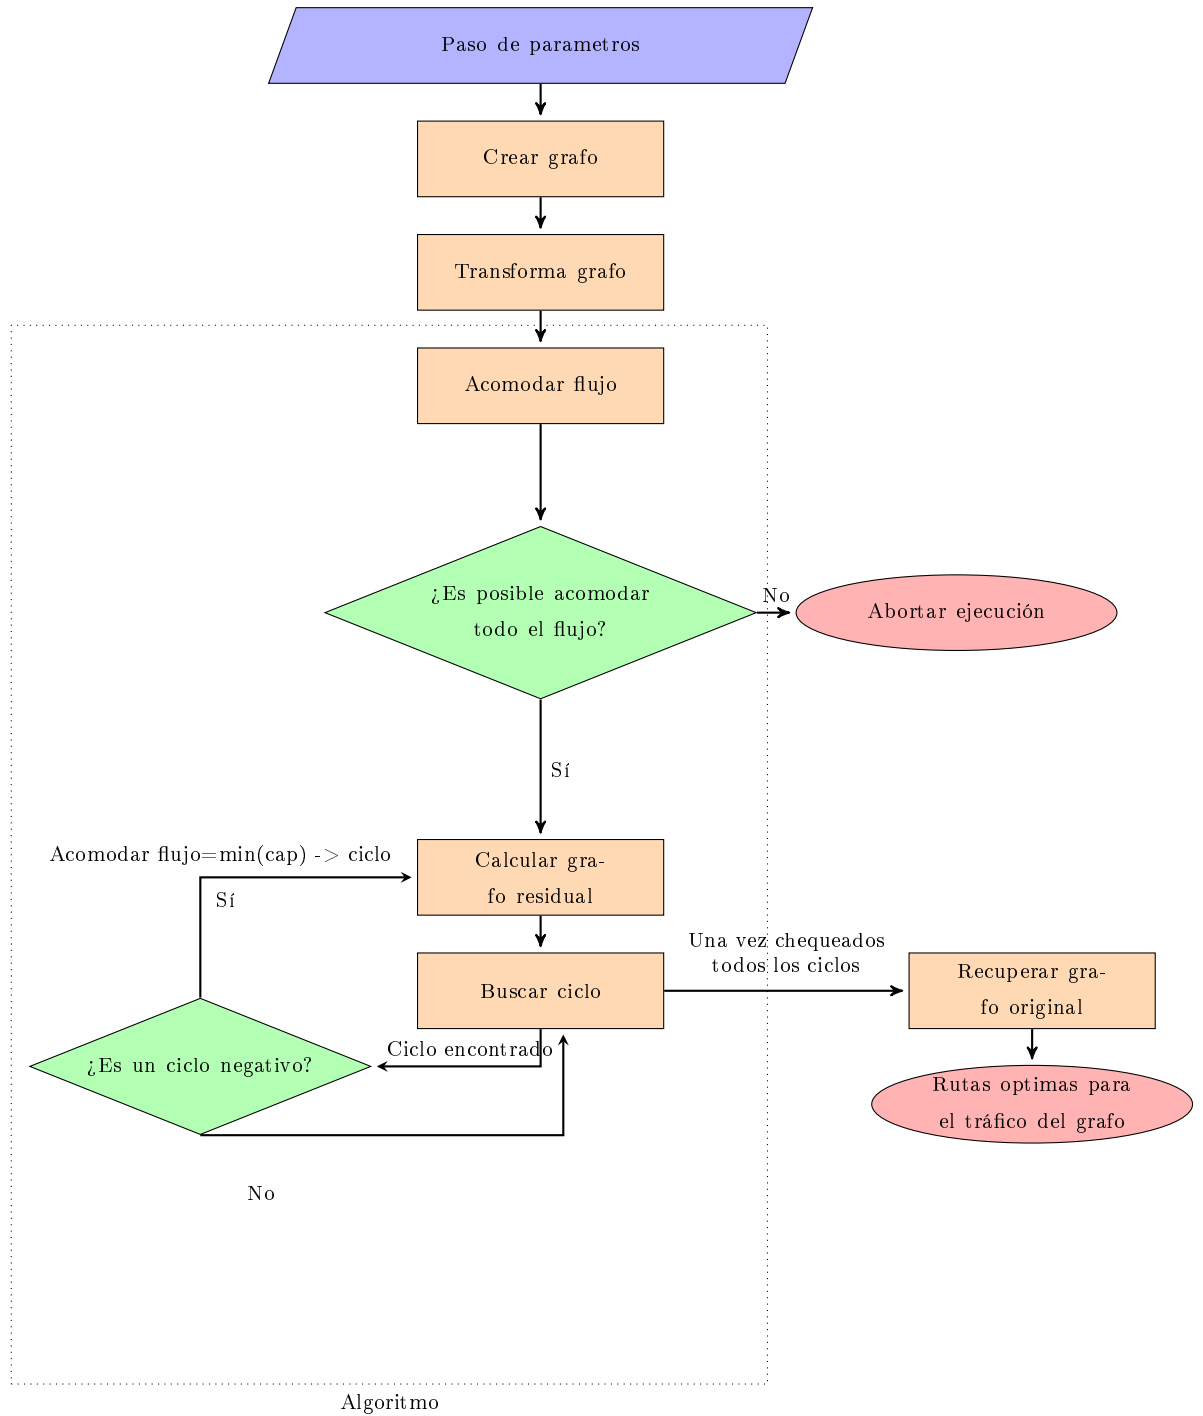 Paso de parametros
Crear grafo
Transforma grafo
Acomodar flujo
¿Es posible acomodar
todo el flujo?
No
Abortar ejecución
Sí
Acomodar flujo=min(cap) -> ciclo
Sí
Calcular gra-
fo residual
Una vez chequeados
todos los ciclos
Buscar ciclo
Recuperar gra-
fo original
Ciclo encontrado
¿Es un ciclo negativo?
Rutas optimas para
el tráfico del grafo
No
Algoritmo